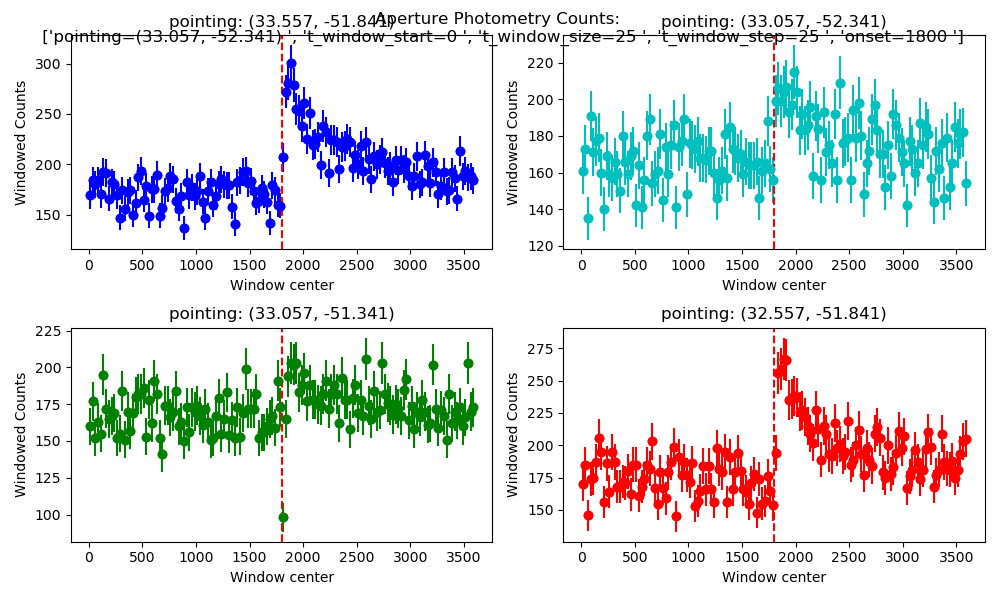 Aperture Photometry Counts:
['pointing=(33.057, -52.341) ', 't_window_start=0 ', 't_window_size=25 ', 't_window_step=25 ', 'onset=1800 ']
pointing: (33.557, -51.841)
Windowed Counts
300
250
200
150
0 500 1000 1500 2000 2500 3000 3500
Window center
pointing: (33.057, -52.341)
Windowed Counts
220
200
180
160
140
120
0 500 1000 1500 2000 2500 3000 3500
Window center
pointing: (33.057, -51.341)
Windowed Counts
225
200
175
150
125
100
0 500 1000 1500 2000 2500 3000 3500
Window center
pointing: (32.557, -51.841)
Windowed Counts
275
250
225
200
175
150
0 500 1000 1500 2000 2500 3000 3500
Window center